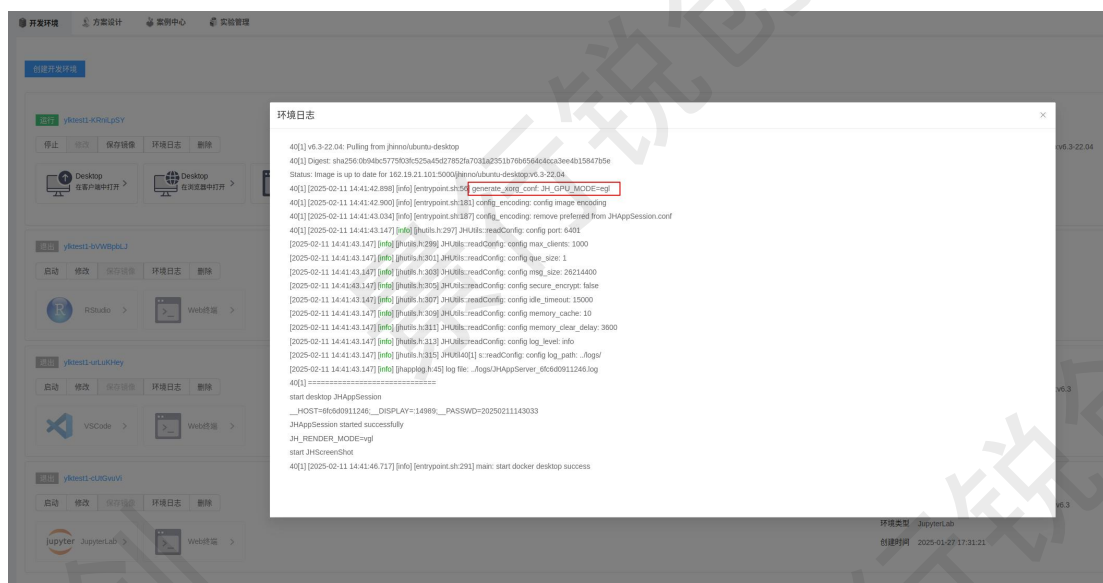 开发环境 方案设计 案例中心 实验管理
创建开发环境
运行 ylktest1-KRniLpSY
停止 修改 保存镜像 环境日志 删除
Desktop
在客户端中打开 >
Desktop
在浏览器中打开 >
退出 ylktest1-bVWBpbLJ
启动 修改 保存镜像 环境日志 删除
RStudio > Web终端 >
退出 ylktest1-urLoKHey
启动 修改 保存镜像 环境日志 删除
VSCode > Web终端 >
退出 ylktest1-cUtGvuVi
启动 修改 保存镜像 环境日志 删除
jupyter JupyterLab > Web终端 >
环境日志 ×
40[1] v6.3-22.04: Pulling from jhinno/ubuntu-desktop
40[1] Digest: sha256:0b94bc5775f03fc525a45d27852fa7031a2351b76b6564c4cca3ee4b15847b5e
Status: Image is up to date for 162.19.21.101:5000/jhinno/ubuntu-desktop:v6.3-22.04
40[1] [2025-02-11 14:41:42.898] [info] [entrypoint.sh:56] generate_xorg_conf: JH_GPU_MODE=egl
40[1] [2025-02-11 14:41:42.900] [info] [entrypoint.sh:181] config_encoding: config image encoding
40[1] [2025-02-11 14:41:43.034] [info] [entrypoint.sh:187] config_encoding: remove preferred from JHAppSession.conf
40[1] [2025-02-11 14:41:43.147] [info] [jhutils.h:297] JHUtils::readConfig: config port: 6401
[2025-02-11 14:41:43.147] [info] [jhutils.h:299] JHUtils::readConfig: config max_clients: 1000
[2025-02-11 14:41:43.147] [info] [jhutils.h:301] JHUtils::readConfig: config que_size: 1
[2025-02-11 14:41:43.147] [info] [jhutils.h:303] JHUtils::readConfig: config msg_size: 26214400
[2025-02-11 14:41:43.147] [info] [jhutils.h:305] JHUtils::readConfig: config secure_encrypt: false
[2025-02-11 14:41:43.147] [info] [jhutils.h:307] JHUtils::readConfig: config idle_timeout: 15000
[2025-02-11 14:41:43.147] [info] [jhutils.h:309] JHUtils::readConfig: config memory_cache: 10
[2025-02-11 14:41:43.147] [info] [jhutils.h:311] JHUtils::readConfig: config memory_clear_delay: 3600
[2025-02-11 14:41:43.147] [info] [jhutils.h:313] JHUtils::readConfig: config log_level: info
[2025-02-11 14:41:43.147] [info] [jhutils.h:315] JHUtil40[1] s::readConfig: config log_path: ../logs/
[2025-02-11 14:41:43.147] [info] [jhapplog.h:45] log file: ../logs/JHAppServer_6fc6d0911246.log
40[1] ==============================
start desktop JHAppSession
__HOST=6fc6d0911246;__DISPLAY=:14989;__PASSWD=20250211143033
JHAppSession started successfully
JH_RENDER_MODE=vgl
start JHScreenShot
40[1] [2025-02-11 14:41:46.717] [info] [entrypoint.sh:291] main: start docker desktop success
v6.3-22.04
v6.3
v6.3
环境类型 JupyterLab
创建时间 2025-01-27 17:31:21